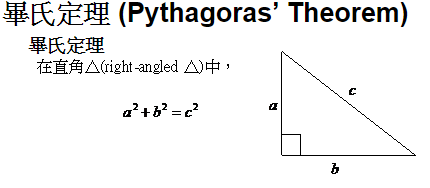 畢氏定理 (Pythagoras’ Theorem)
畢氏定理
在直角△(right-angled △)中，
a²+b²=c²
a
c
b